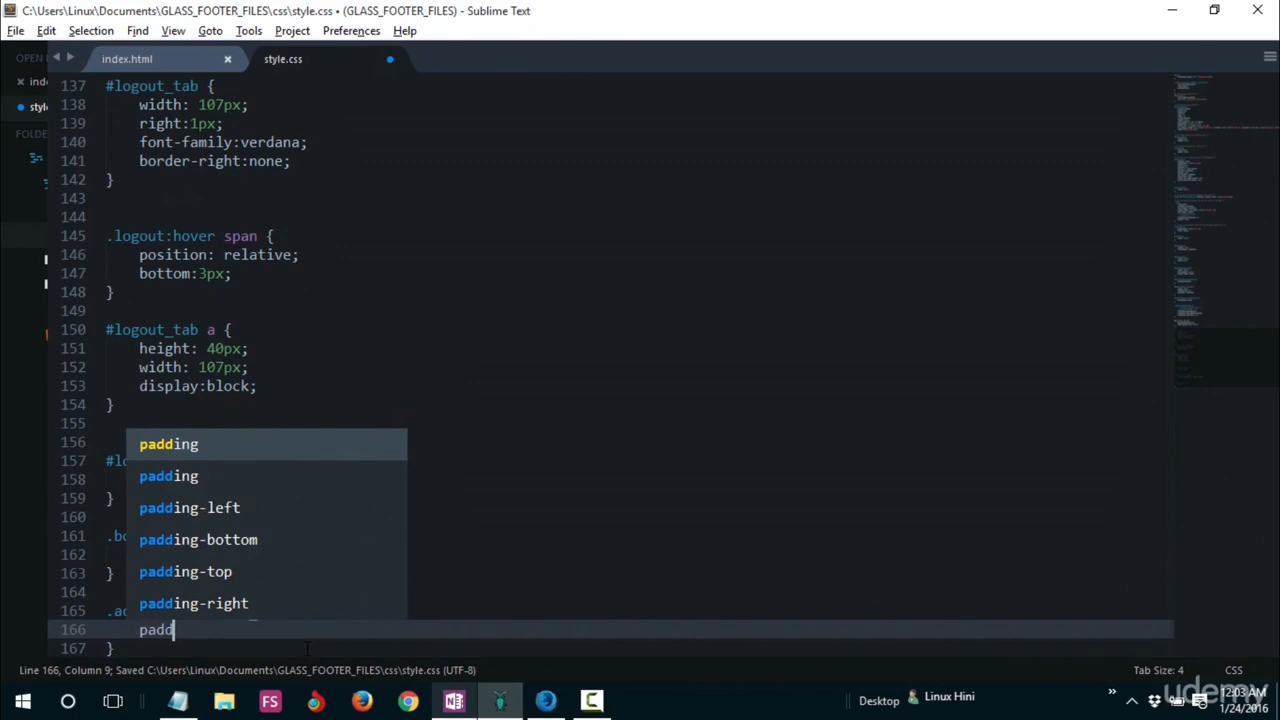 C:\Users\Linux\Documents\GLASS_FOOTER_FILES\css\style.css • (GLASS_FOOTER_FILES) - Sublime Text
File Edit Selection Find View Goto Tools Project Preferences Help
OPEN
index.html
style.css
FOLDE
137 #logout_tab {
138 width: 107px;
139 right:1px;
140 font-family:verdana;
141 border-right:none;
142 }
143
144
145 .logout:hover span {
146 position: relative;
147 bottom:3px;
148 }
149
150 #logout_tab a {
151 height: 40px;
152 width: 107px;
153 display:block;
154 }
155
156
157 #lo
158
159 }
160
161 .bo
162
163 }
164
165 .ac
166 padd
167 }
padding
padding
padding-left
padding-bottom
padding-top
padding-right
Line 166, Column 9; Saved C:\Users\Linux\Documents\GLASS_FOOTER_FILES\css\style.css (UTF-8)
Tab Size: 4 CSS
FS
Desktop
Linux Hini
12:03 AM
1/24/2016
udemy